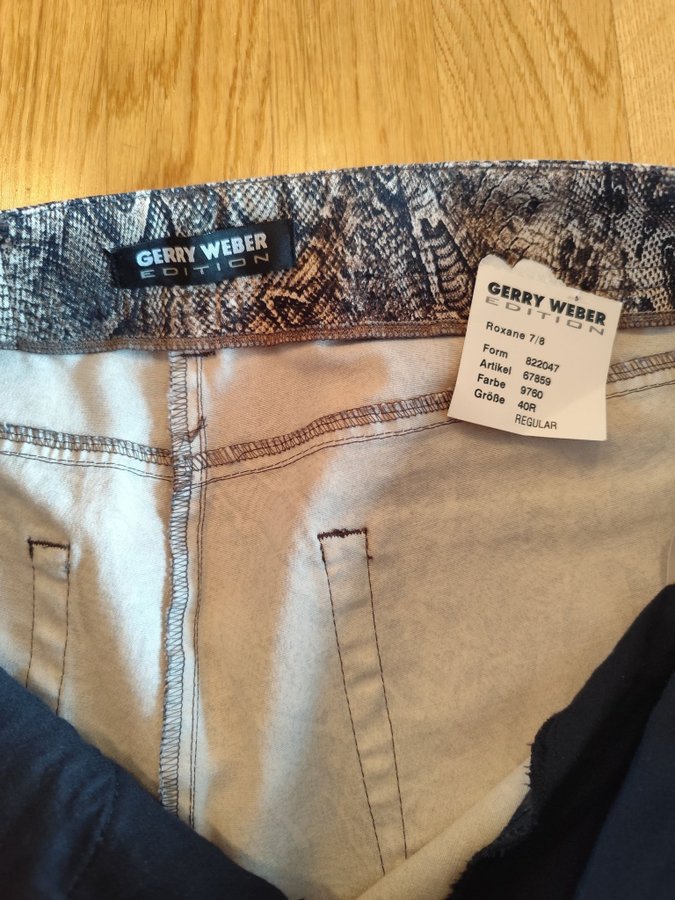 GERRY WEBER
EDITION
GERRY WEBER
EDITION
Roxane 7/8
Form 822047
Artikel 67859
Farbe 9760
Größe 40R
REGULAR